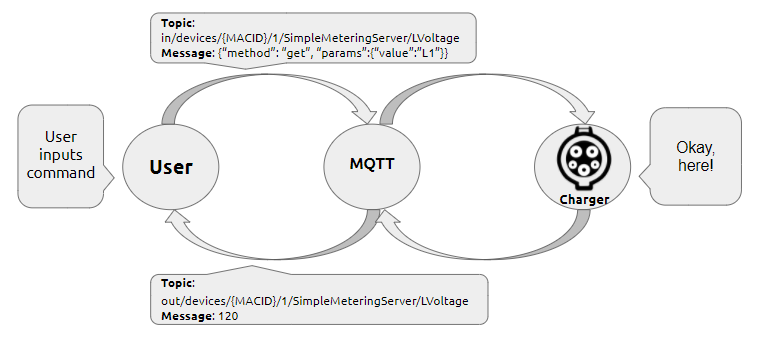 Topic:
in/devices/{MACID}/1/SimpleMeteringServer/LVoltage
Message: {“method”: “get”, “params”:{“value”:”L1”}}
User
inputs
command
User
MQTT
Charger
Okay,
here!
Topic:
out/devices/{MACID}/1/SimpleMeteringServer/LVoltage
Message: 120